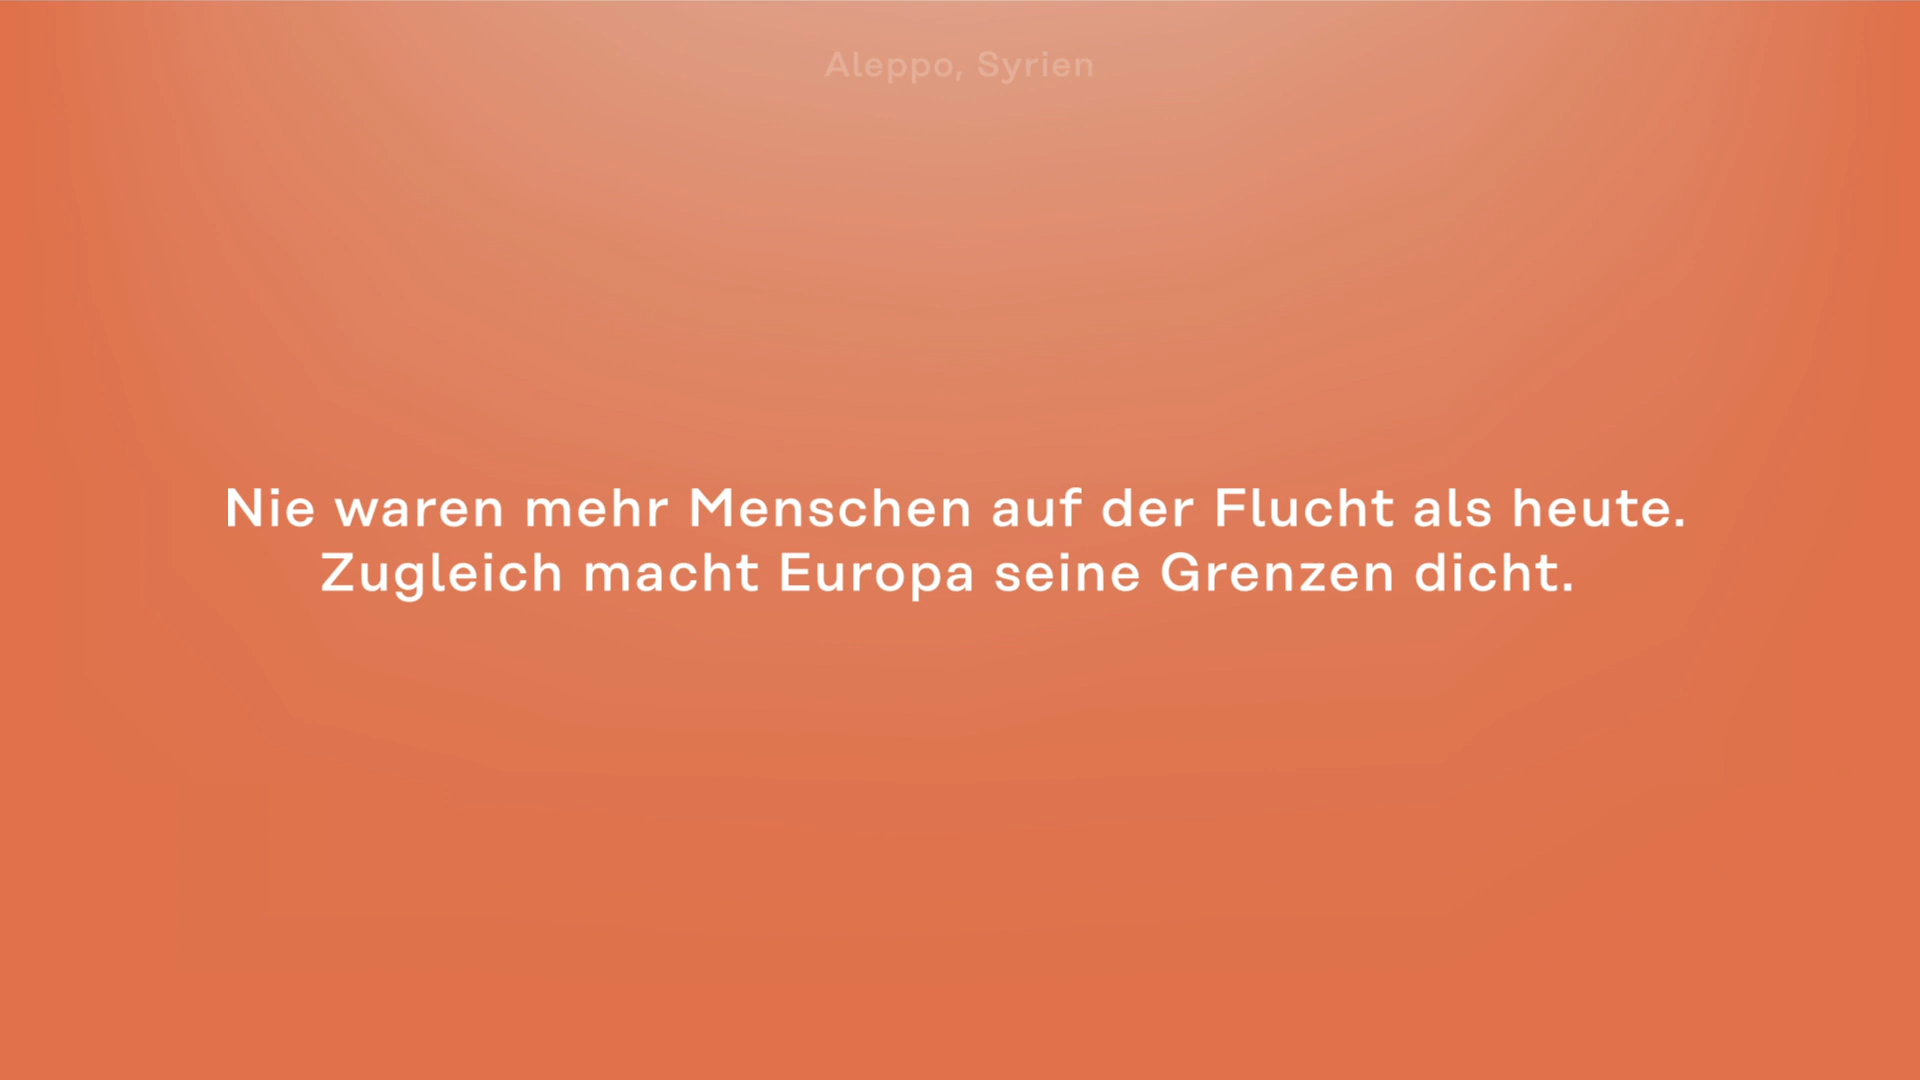 Aleppo, Syrien
Nie waren mehr Menschen auf der Flucht als heute.
Zugleich macht Europa seine Grenzen dicht.